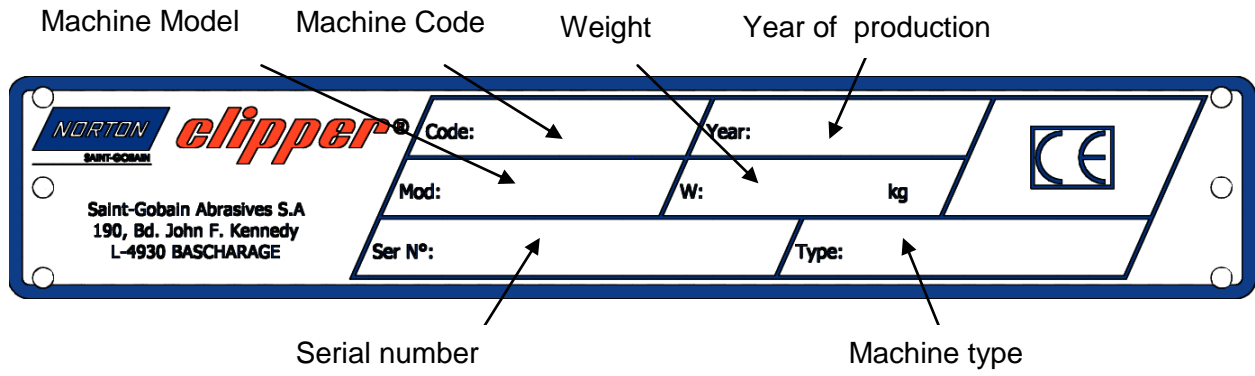 Machine Model Machine Code Weight Year of production
NORTON clipper® Code: Year: CE
SAINT-GOBAIN
Mod: W: kg
Saint-Gobain Abrasives S.A
190, Bd. John F. Kennedy
L-4930 BASCHARAGE
Ser Nº: Type:
Serial number Machine type